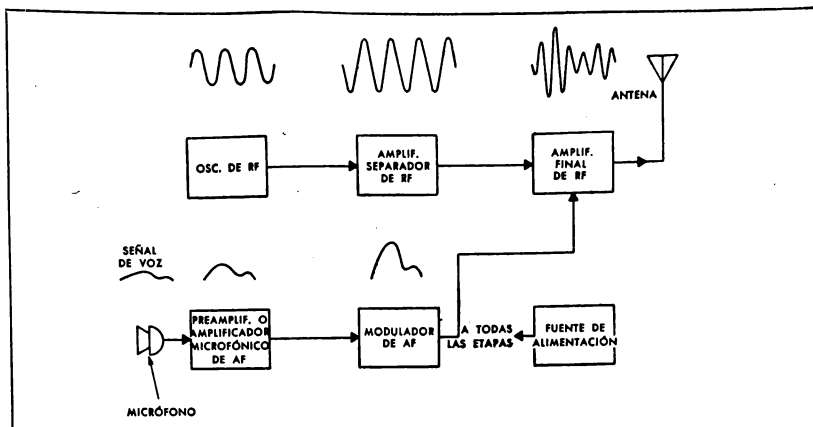 ANTENA
OSC. DE RF
AMPLIF.
SEPARADOR
DE RF
AMPLIF.
FINAL
DE RF
SEÑAL
DE VOZ
PREAMPLIF. O
AMPLIFICADOR
MICROFÓNICO
DE AF
MODULADOR
DE AF
A TODAS
LAS ETAPAS
FUENTE DE
ALIMENTACIÓN
MICRÓFONO